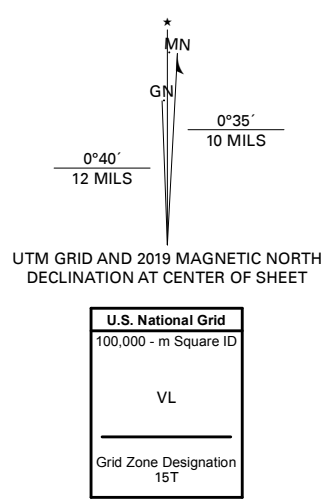 ★
MN
GN
0°35´
10 MILS
0°40´
12 MILS
UTM GRID AND 2019 MAGNETIC NORTH
DECLINATION AT CENTER OF SHEET
U.S. National Grid
100,000 - m Square ID
VL
Grid Zone Designation
15T